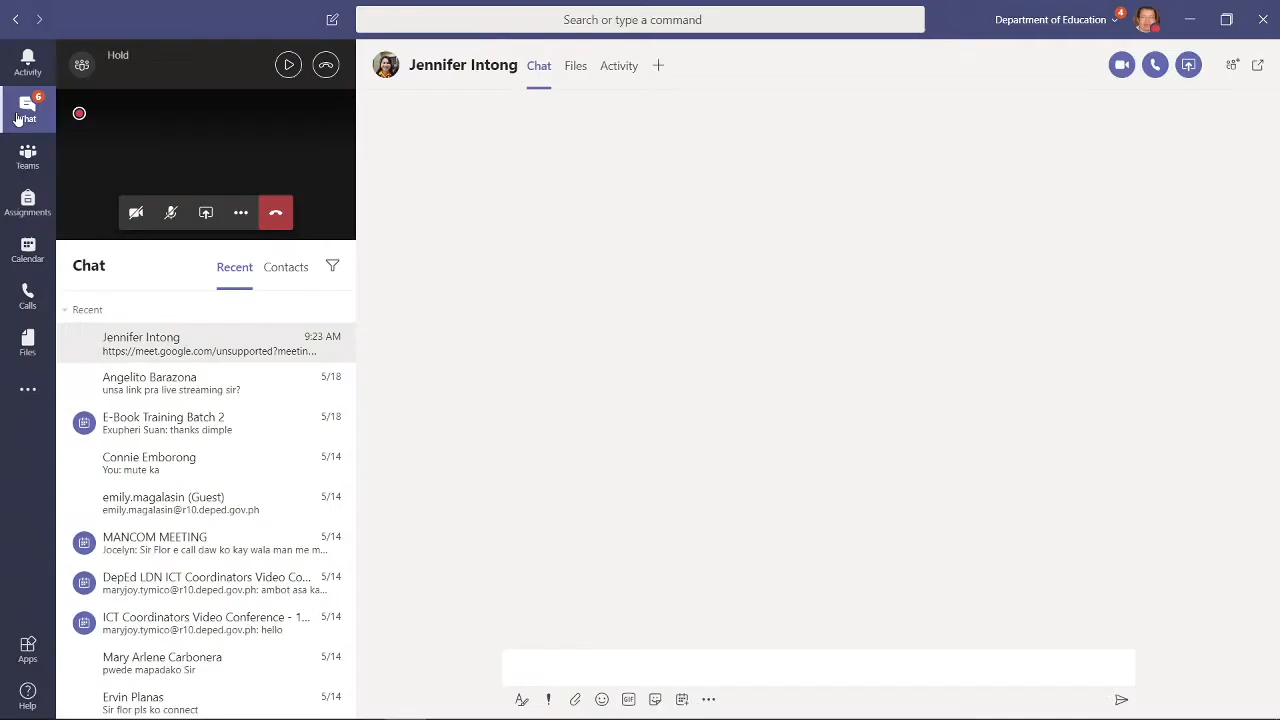 Search or type a command
Department of Education
4
Activity
6
Chat
Teams
Assignments
Calendar
Calls
Files
Apps
Help
Hold
Chat
Recent
Contacts
Recent
Jennifer Intong 9:23 AM
https://meet.google.com/unsupported?meetin...
Angelito Barazona 5/18
unsa link pra live streaming sir?
E-Book Training Batch 2 5/18
Exupheri Suan: thanks dimple
Connie Emborong 5/14
You: mute ka
emily.magalasin (Guest) 5/14
emily.magalasin@r10.deped.gov.ph
MANCOM MEETING 5/14
Jocelyn: Sir Flor e call daw ko kay wala man me m...
DepEd LDN ICT Coordinators Video Co... 5/14
maryjoy.tymico@r10.deped.gov.ph: ambot asa ka...
ICT Coordinators Video Conference - 1... 5/14
maryjoy.tymico@r10.deped.gov.ph: hello
Mary Arlene Carbonera 5/14
pwede mapadako Sir
Ervin Planas 5/14
Sir flor pls ko connect
Jennifer Intong
Chat
Files
Activity
GIF